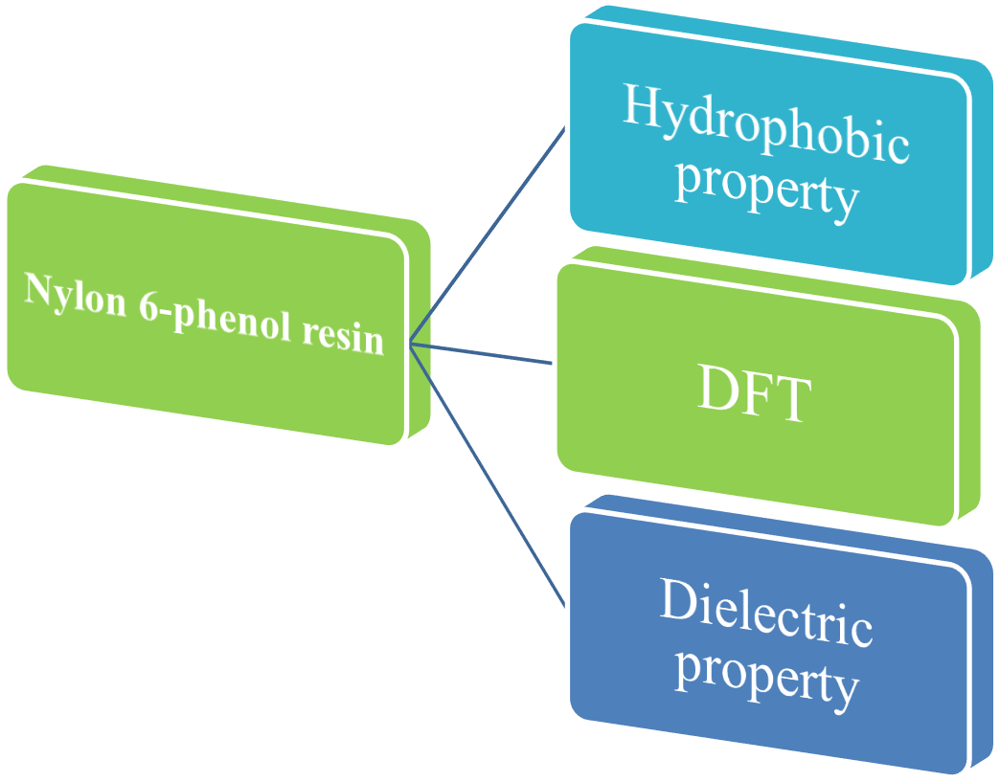 Nylon 6-phenol resin
Hydrophobic
property
DFT
Dielectric
property